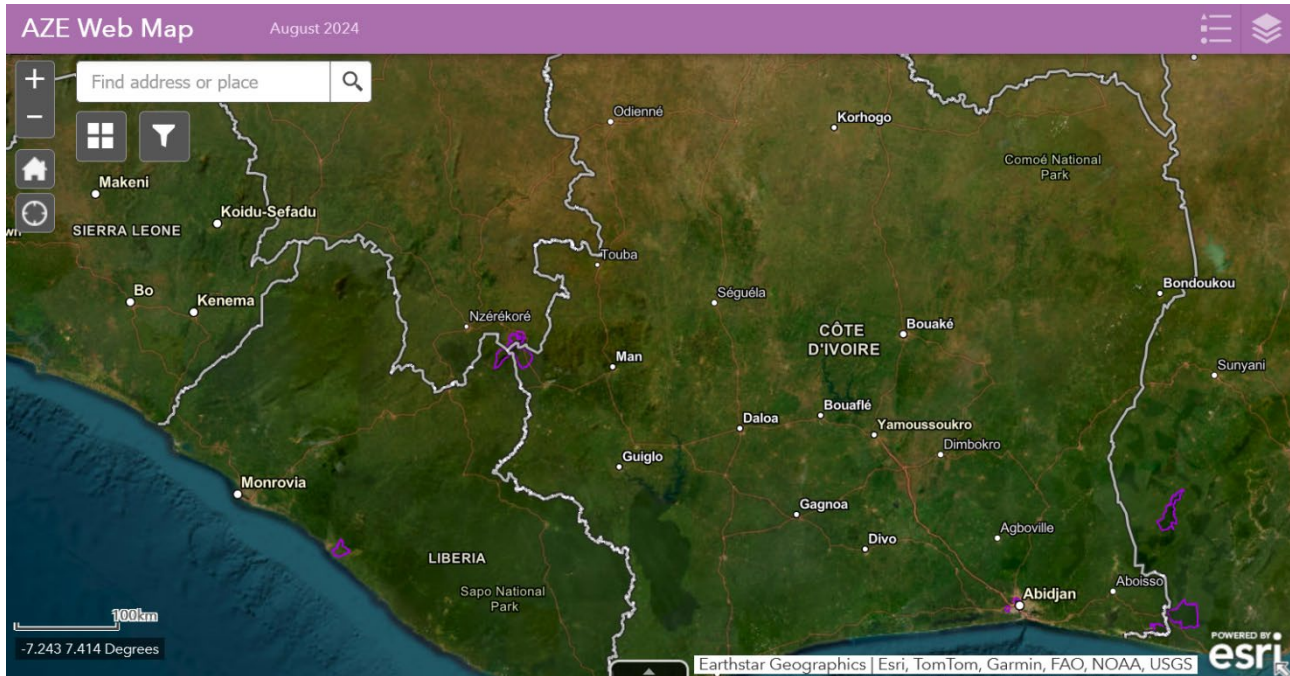 AZE Web Map
August 2024
+
Find address or place
−
Odienné
Korhogo
Comoé National
Park
Makeni
Koidu-Sefadu
wn
SIERRA LEONE
Touba
Bondoukou
Séguéla
Bo
Kenema
Nzérékoré
CÔTE
D'IVOIRE
Bouaké
Man
Sunyani
Daloa
Bouaflé
Yamoussoukro
Dimbokro
Guiglo
Monrovia
Gagnoa
Agboville
Divo
LIBERIA
Aboisso
Sapo National
Park
Abidjan
100km
-7.243 7.414 Degrees
Earthstar Geographics | Esri, TomTom, Garmin, FAO, NOAA, USGS
POWERED BY
esri